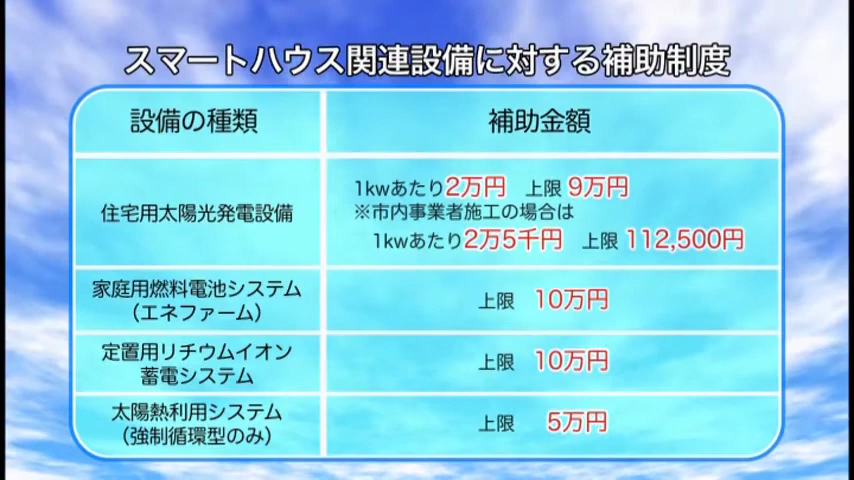 スマートハウス関連設備に対する補助制度
設備の種類
補助金額
住宅用太陽光発電設備
1kwあたり2万円 上限 9万円
※市内事業者施工の場合は
1kwあたり2万5千円 上限 112,500円
家庭用燃料電池システム
（エネファーム）
上限 10万円
定置用リチウムイオン
蓄電システム
上限 10万円
太陽熱利用システム
（強制循環型のみ）
上限 5万円